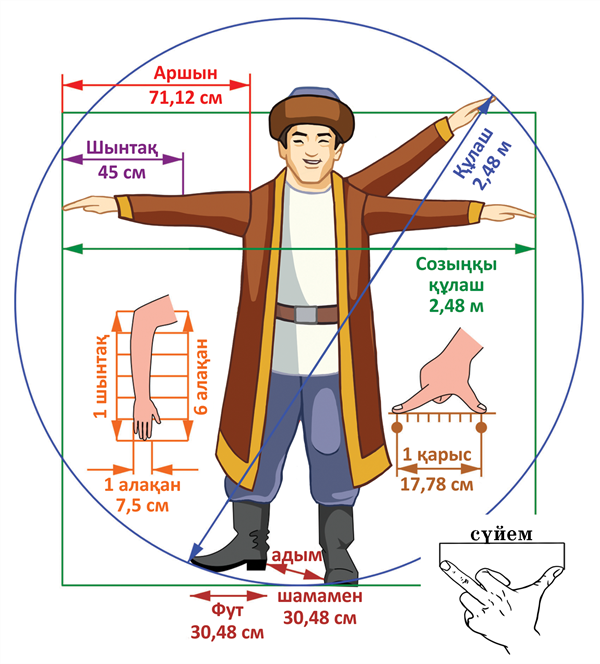 Аршын
71,12 см
Шынтақ
45 см
Құлаш
2,48 м
Созыңқы
құлаш
2,48 м
1 шынтақ
6 алақан
1 алақан
7,5 см
1 қарыс
17,78 см
сүйем
адым
шамамен
30,48 см
Фут
30,48 см